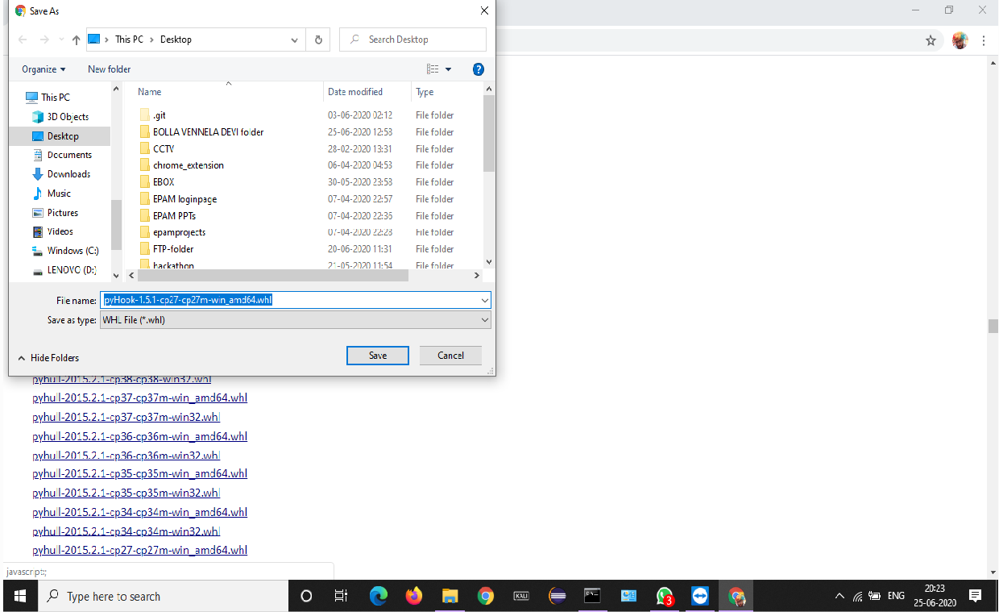 Save As
This PC > Desktop
Search Desktop
Organize
New folder
?
Name Date modified Type
This PC
3D Objects
Desktop
Documents
Downloads
Music
Pictures
Videos
Windows (C:)
LENOVO (D:)
.git 03-06-2020 02:12 File folder
BOLLA VENNELA DEVI folder 25-06-2020 12:58 File folder
CCTV 28-02-2020 13:31 File folder
chrome_extension 06-04-2020 04:53 File folder
EBOX 30-05-2020 23:58 File folder
EPAM loginpage 07-04-2020 22:57 File folder
EPAM PPTs 07-04-2020 22:36 File folder
epamprojects 07-04-2020 22:28 File folder
FTP-folder 20-06-2020 11:31 File folder
hackathon 21-05-2020 11:54 File folder
File name: pyHook-1.5.1-cp27-cp27m-win_amd64.whl
Save as type: WHL File (*.whl)
Hide Folders
Save
Cancel
pyhull-2015.2.1-cp38-cp38-win32.whl
pyhull-2015.2.1-cp37-cp37m-win_amd64.whl
pyhull-2015.2.1-cp37-cp37m-win32.whl
pyhull-2015.2.1-cp36-cp36m-win_amd64.whl
pyhull-2015.2.1-cp36-cp36m-win32.whl
pyhull-2015.2.1-cp35-cp35m-win_amd64.whl
pyhull-2015.2.1-cp35-cp35m-win32.whl
pyhull-2015.2.1-cp34-cp34m-win_amd64.whl
pyhull-2015.2.1-cp34-cp34m-win32.whl
pyhull-2015.2.1-cp27-cp27m-win_amd64.whl
javascript:;
Type here to search
KALI
3
ENG
20:23
25-06-2020